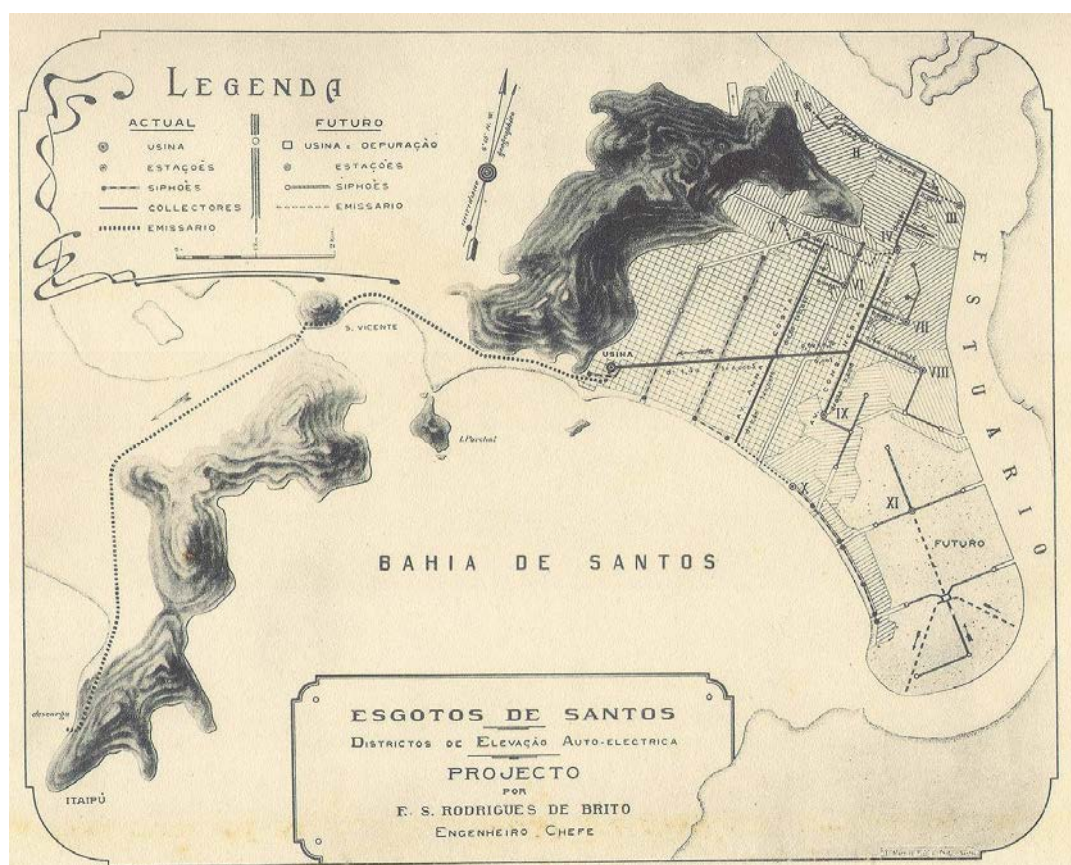 LEGENDA
ACTUAL
USINA
ESTAÇÕES
SIPHÕES
COLLECTORES
EMISSARIO
FUTURO
USINA E DEPURAÇÃO
ESTAÇÕES
SIPHÕES
EMISSARIO
I
II
III
IV
V
VI
VII
VIII
IX
X
XI
USINA
S. VICENTE
I. Porchat
ESTUARIO
FUTURO
BAHIA DE SANTOS
descarga
ITAIPÚ
ESGOTOS DE SANTOS
DISTRICTOS DE ELEVAÇÃO AUTO-ELECTRICA
PROJECTO
POR
F. S. RODRIGUES DE BRITO
ENGENHEIRO CHEFE